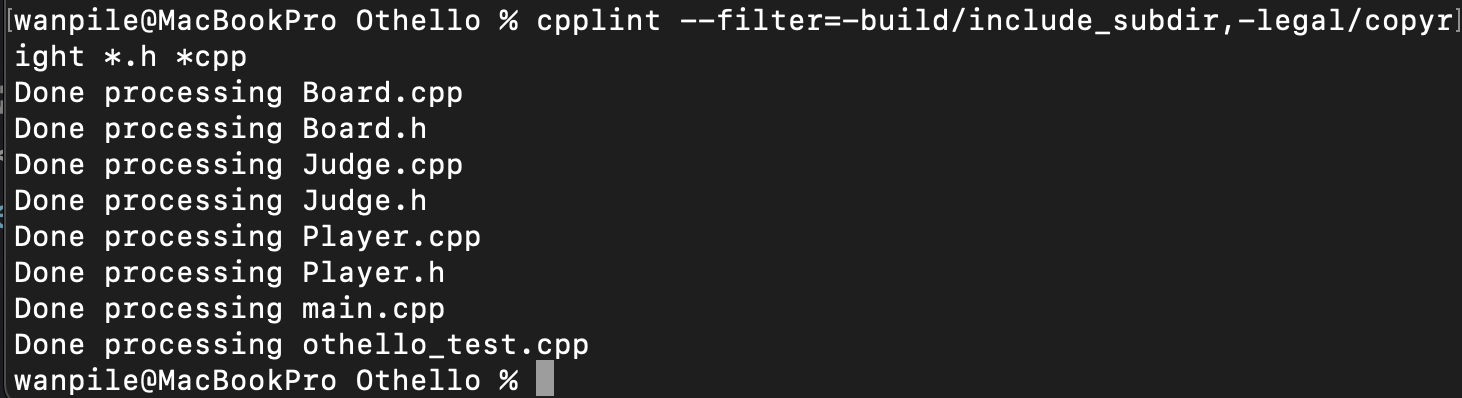 [wanpile@MacBookPro Othello % cpplint --filter=-build/include_subdir,-legal/copyr]
ight *.h *cpp
Done processing Board.cpp
Done processing Board.h
Done processing Judge.cpp
Done processing Judge.h
Done processing Player.cpp
Done processing Player.h
Done processing main.cpp
Done processing othello_test.cpp
wanpile@MacBookPro Othello %